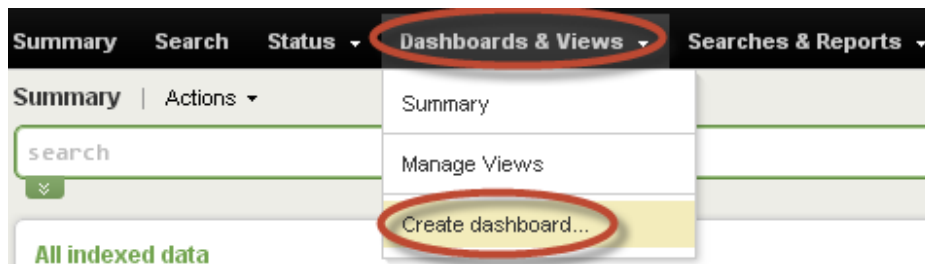 Summary Search Status Dashboards & Views Searches & Reports
Summary | Actions
Summary
search
Manage Views
Create dashboard...
All indexed data